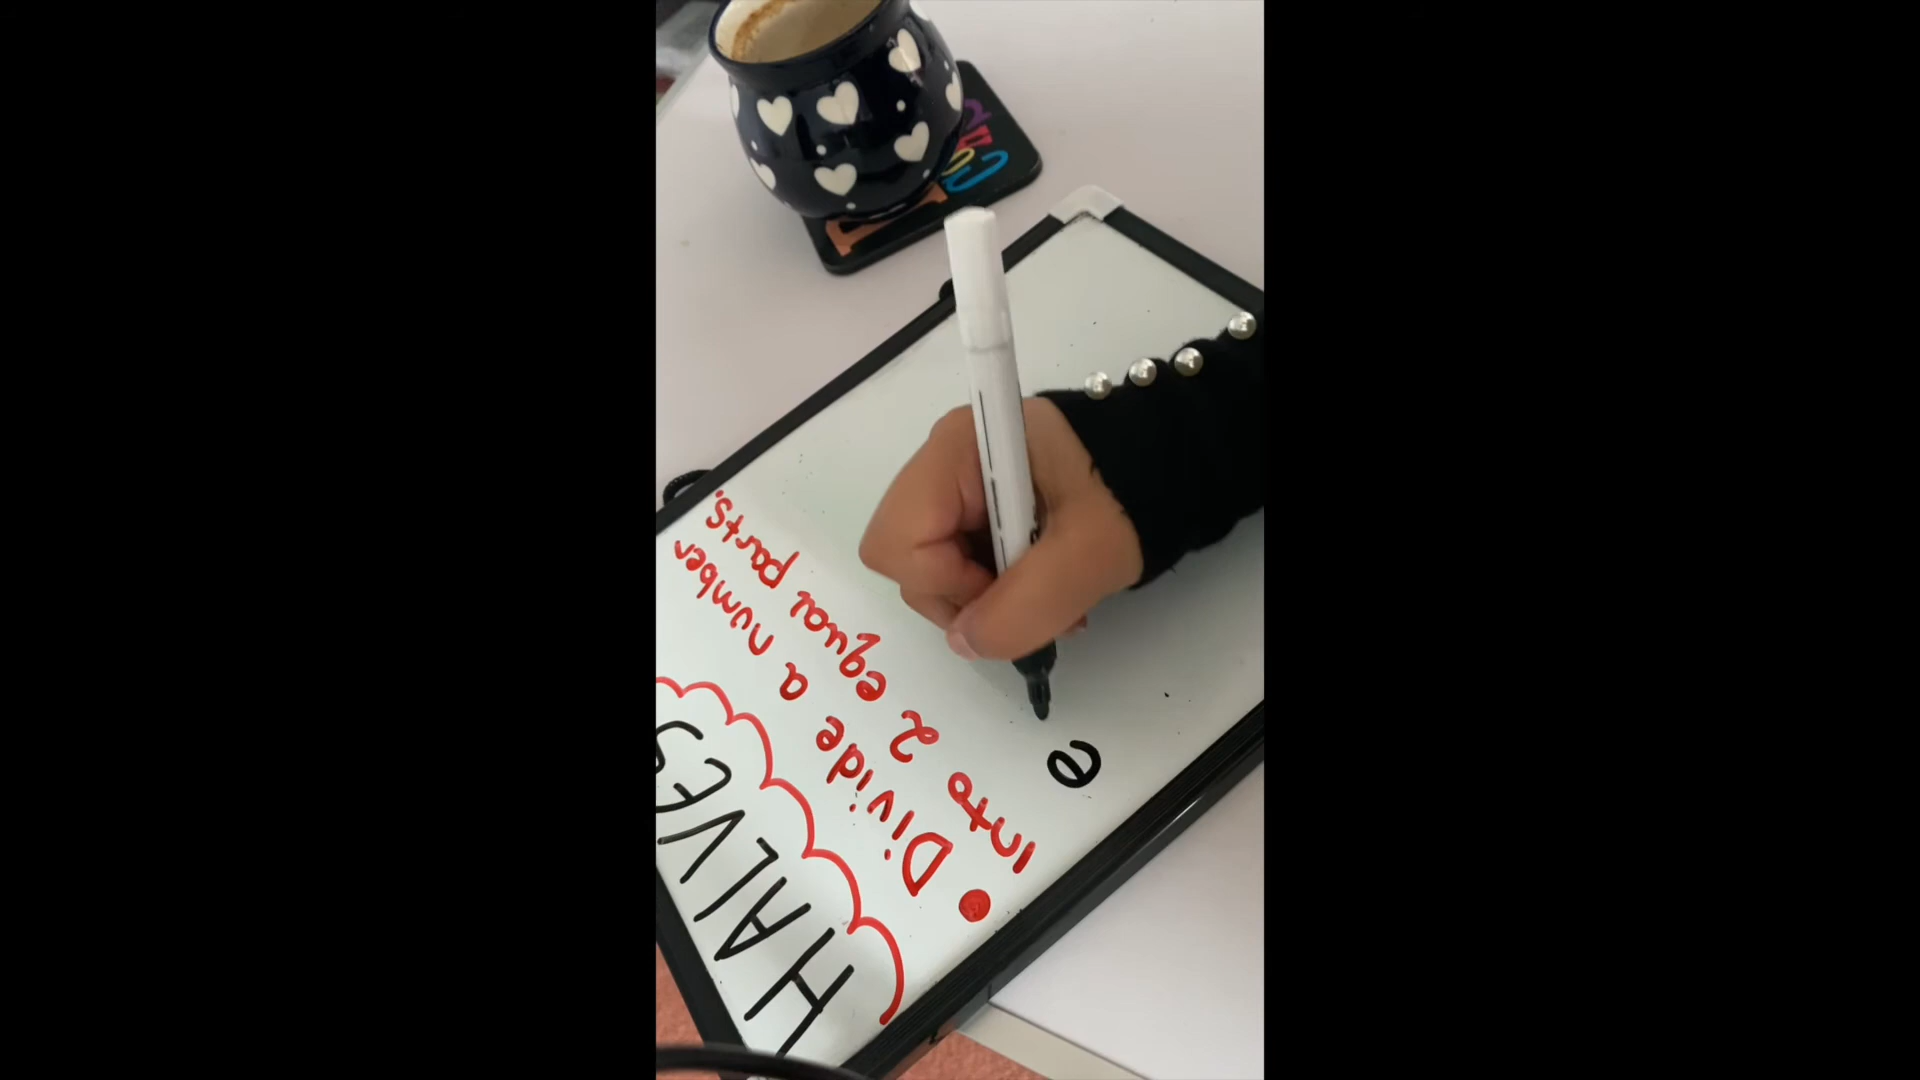 HALVES
• Divide a number
into 2 equal parts.
e